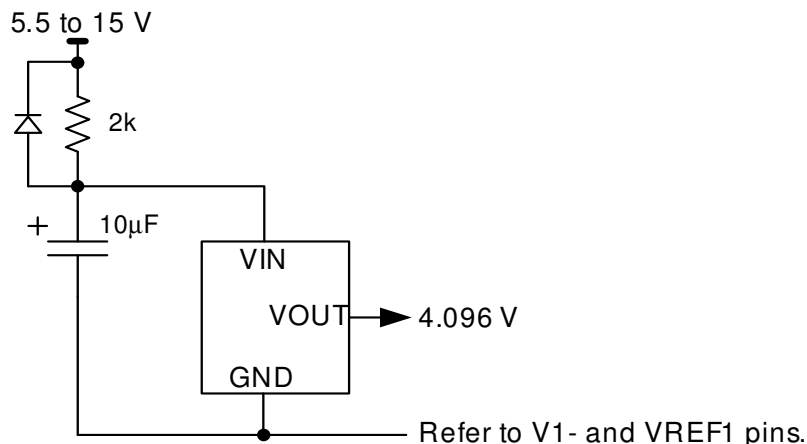 5.5 to 15 V
2k
+
10μF
VIN
VOUT
4.096 V
GND
Refer to V1- and VREF1 pins.